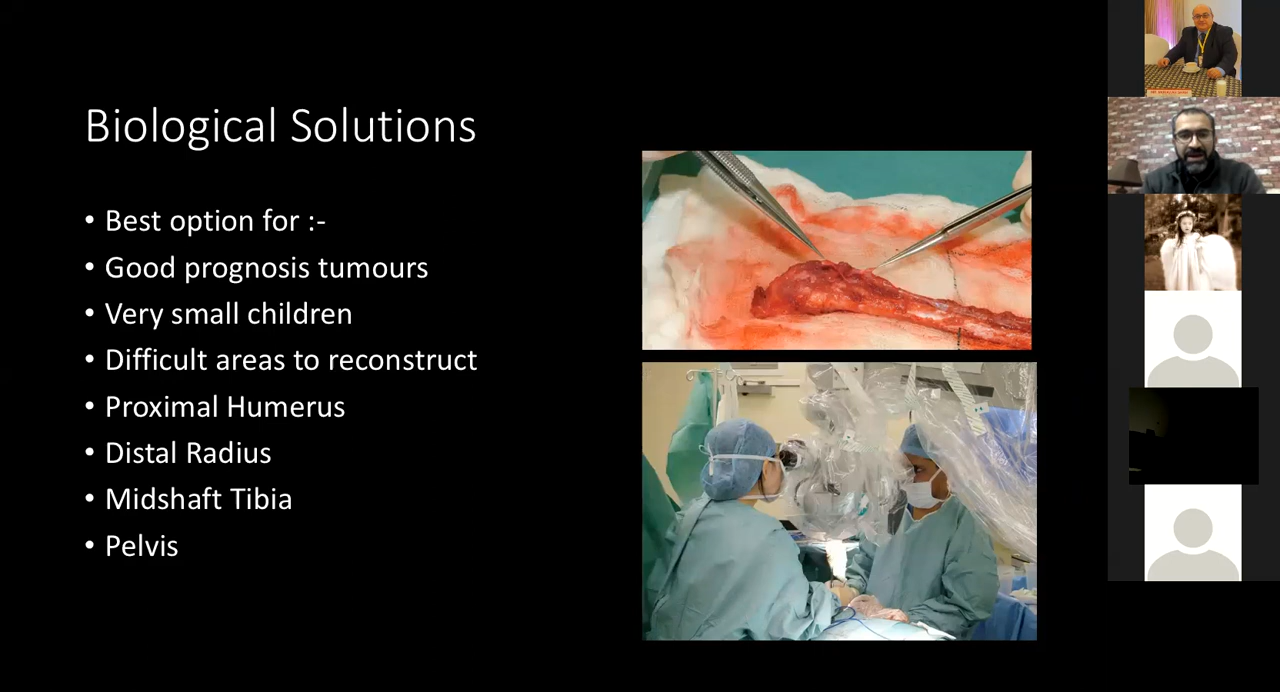 Biological Solutions
• Best option for :-
• Good prognosis tumours
• Very small children
• Difficult areas to reconstruct
• Proximal Humerus
• Distal Radius
• Midshaft Tibia
• Pelvis